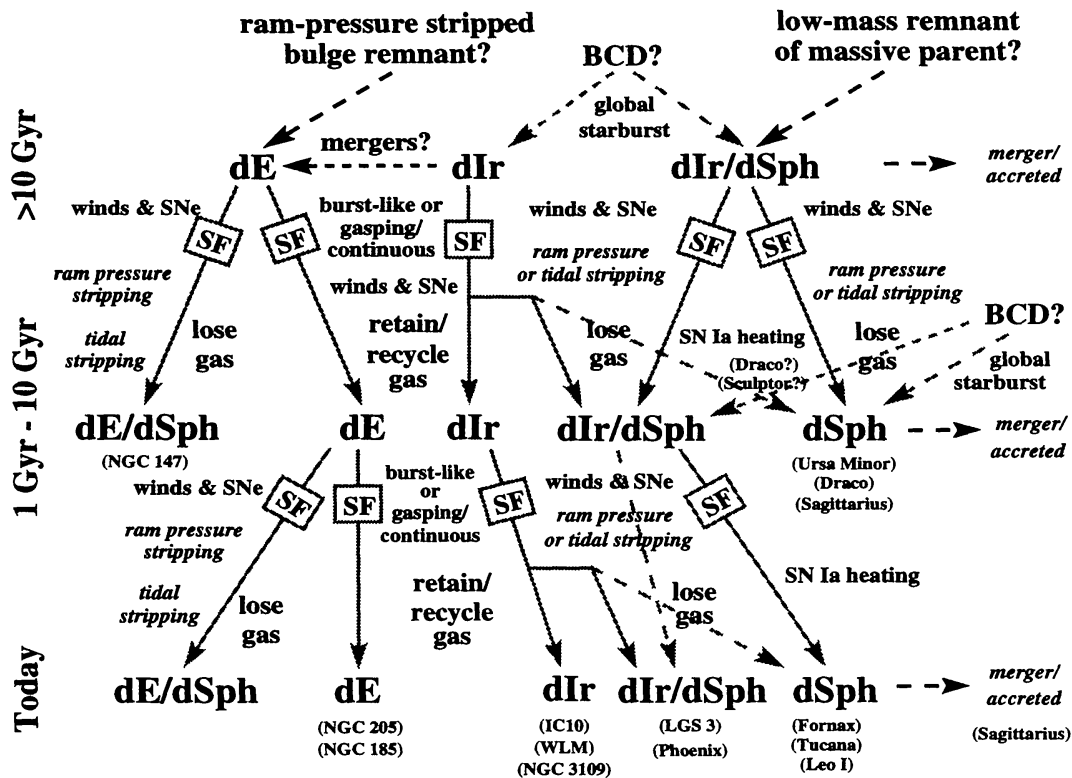 ram-pressure stripped
bulge remnant?
BCD?
low-mass remnant
of massive parent?
global
starburst
>10 Gyr
mergers?
dE
dIr
dIr/dSph
merger/
accreted
winds & SNe
SF
SF
burst-like or
gasping/
continuous
SF
winds & SNe
SF
SF
winds & SNe
ram pressure
stripping
winds & SNe
ram pressure
or tidal stripping
ram pressure
or tidal stripping
BCD?
tidal
stripping
lose
gas
retain/
recycle
gas
lose
gas
SN Ia heating
(Draco?)
(Sculptor?)
lose
gas
global
starburst
1 Gyr - 10 Gyr
dE/dSph
(NGC 147)
dE
dIr
dIr/dSph
dSph
(Ursa Minor)
(Draco)
(Sagittarius)
merger/
accreted
winds & SNe
SF
SF
burst-like
or
gasping/
continuous
SF
winds & SNe
SF
ram pressure
stripping
ram pressure
or tidal stripping
tidal
stripping
lose
gas
retain/
recycle
gas
lose
gas
SN Ia heating
Today
dE/dSph
dE
(NGC 205)
(NGC 185)
dIr
(IC10)
(WLM)
(NGC 3109)
dIr/dSph
(LGS 3)
(Phoenix)
dSph
(Fornax)
(Tucana)
(Leo I)
merger/
accreted
(Sagittarius)